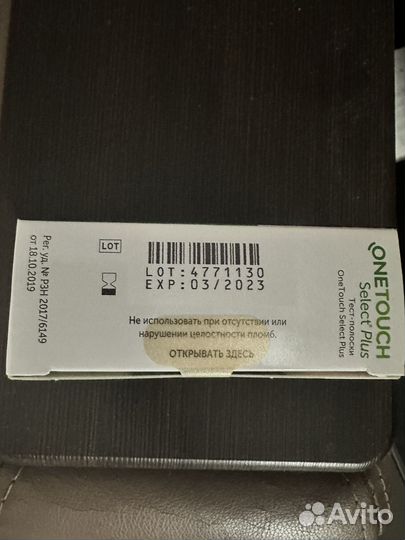 LOT
LOT:4771130
EXP:03/2023
Не использовать при отсутствии или
нарушении целостности пломб.
ОТКРЫВАТЬ ЗДЕСЬ
Рег. уд. № РЗН 2017/6149
от 18.10.2019
ONETOUCH
Select Plus
Тест-полоски
OneTouch Select Plus
Avito